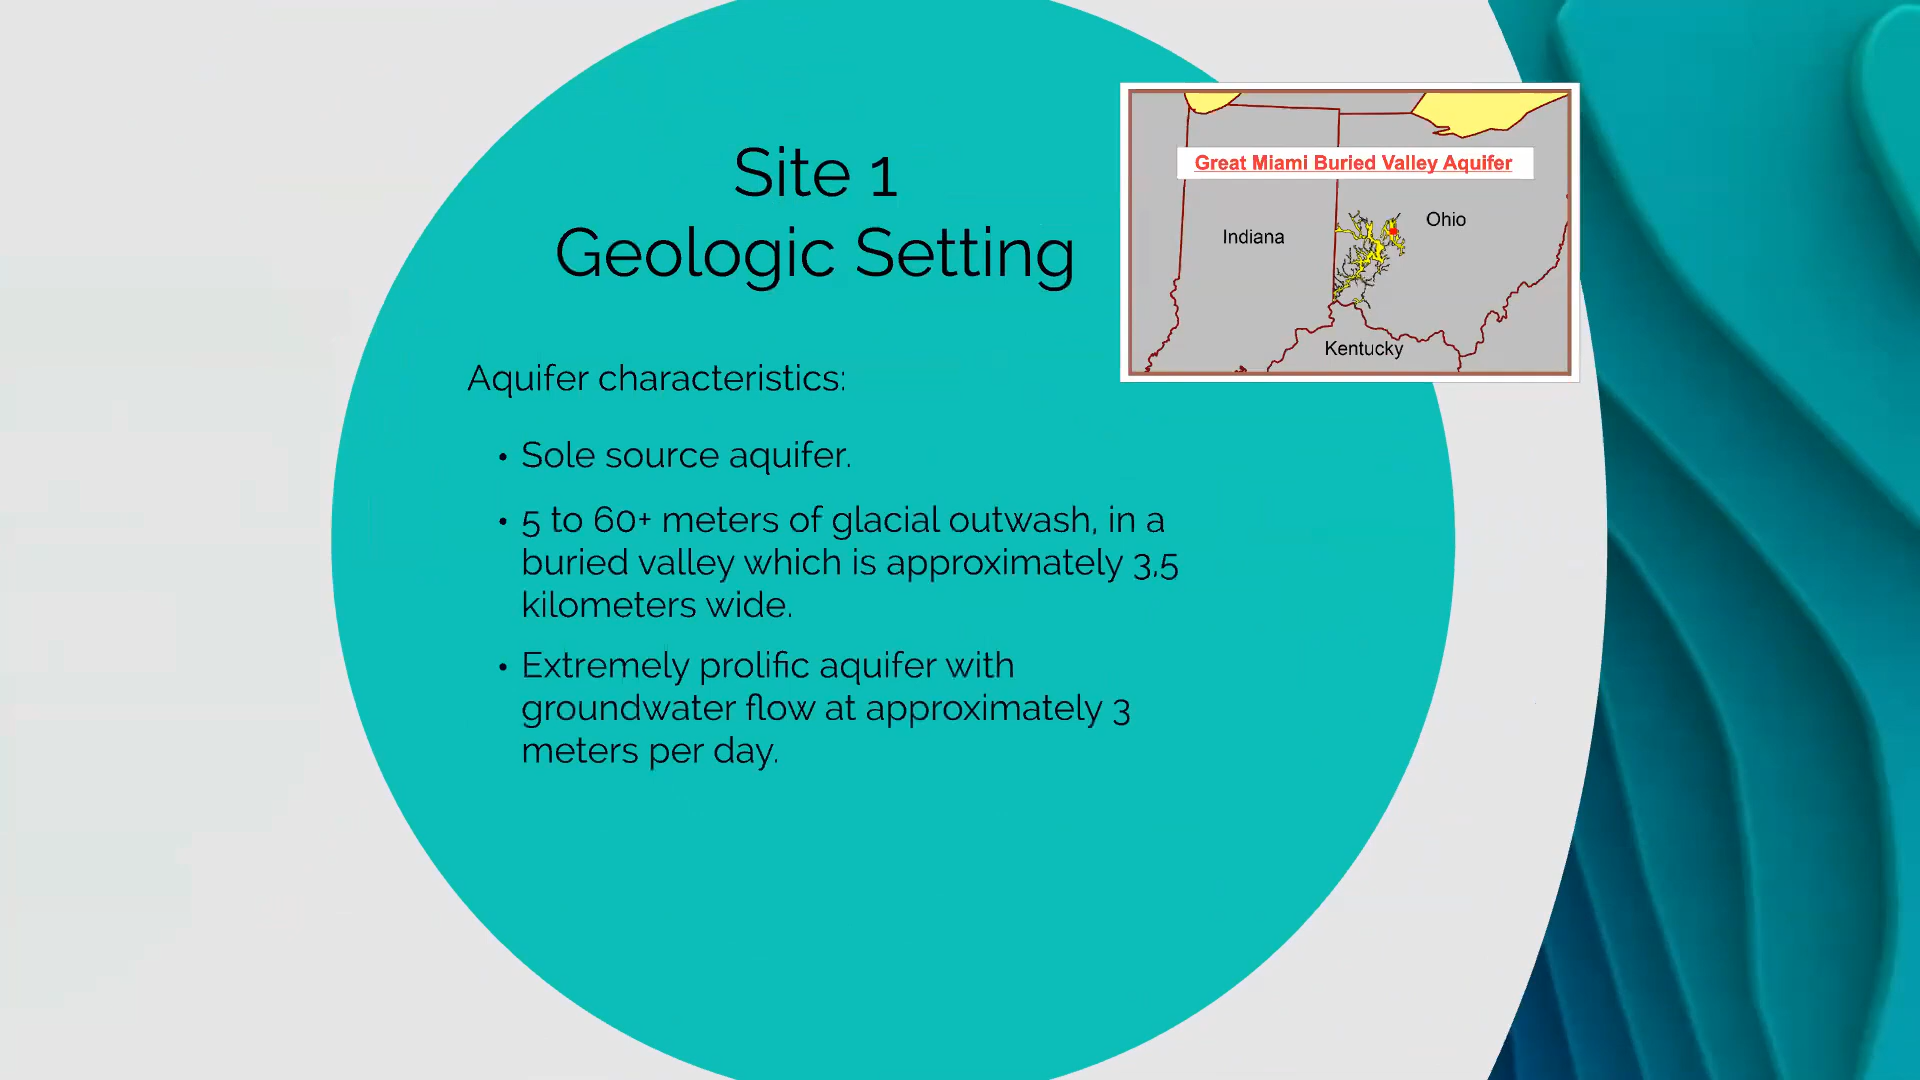 Site 1
Geologic Setting
Great Miami Buried Valley Aquifer
Indiana
Ohio
Kentucky
Aquifer characteristics:
• Sole source aquifer.
• 5 to 60+ meters of glacial outwash, in a
buried valley which is approximately 3,5
kilometers wide.
• Extremely prolific aquifer with
groundwater flow at approximately 3
meters per day.